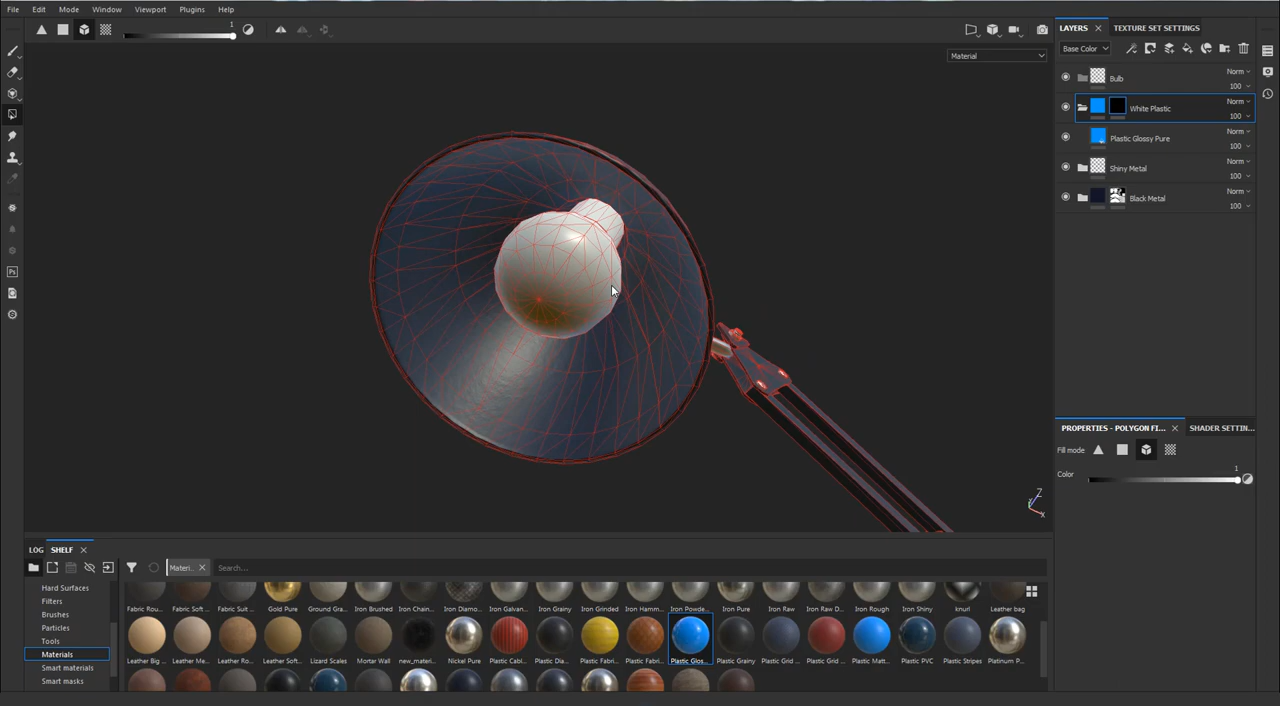 File Edit Mode Window Viewport Plugins Help
1
Material
LAYERS
TEXTURE SET SETTINGS
Base Color
Bulb
Norm
100
White Plastic
Norm
100
Plastic Glossy Pure
Norm
100
Shiny Metal
Norm
100
Black Metal
Norm
100
Z
X
PROPERTIES - POLYGON FI...
SHADER SETTIN...
Fill mode
1
Color
LOG
SHELF
Materi...
Search...
Hard Surfaces
Filters
Brushes
Particles
Tools
Materials
Smart materials
Smart masks
Fabric Rou... Fabric Soft ... Fabric Suit ... Gold Pure Ground Gra... Iron Brushed Iron Chain... Iron Diamo... Iron Galvan... Iron Grainy Iron Grinded Iron Hamm... Iron Powde... Iron Pure Iron Raw Iron Raw D... Iron Rough Iron Shiny knurl Leather bag
Leather Big ... Leather Me... Leather Ro... Leather Soft... Lizard Scales Mortar Wall new_materi... Nickel Pure Plastic Cabl... Plastic Dia... Plastic Fabri... Plastic Fabri... Plastic Glos... Plastic Grainy Plastic Grid ... Plastic Grid ... Plastic Matt... Plastic PVC Plastic Stripes Platinum P...